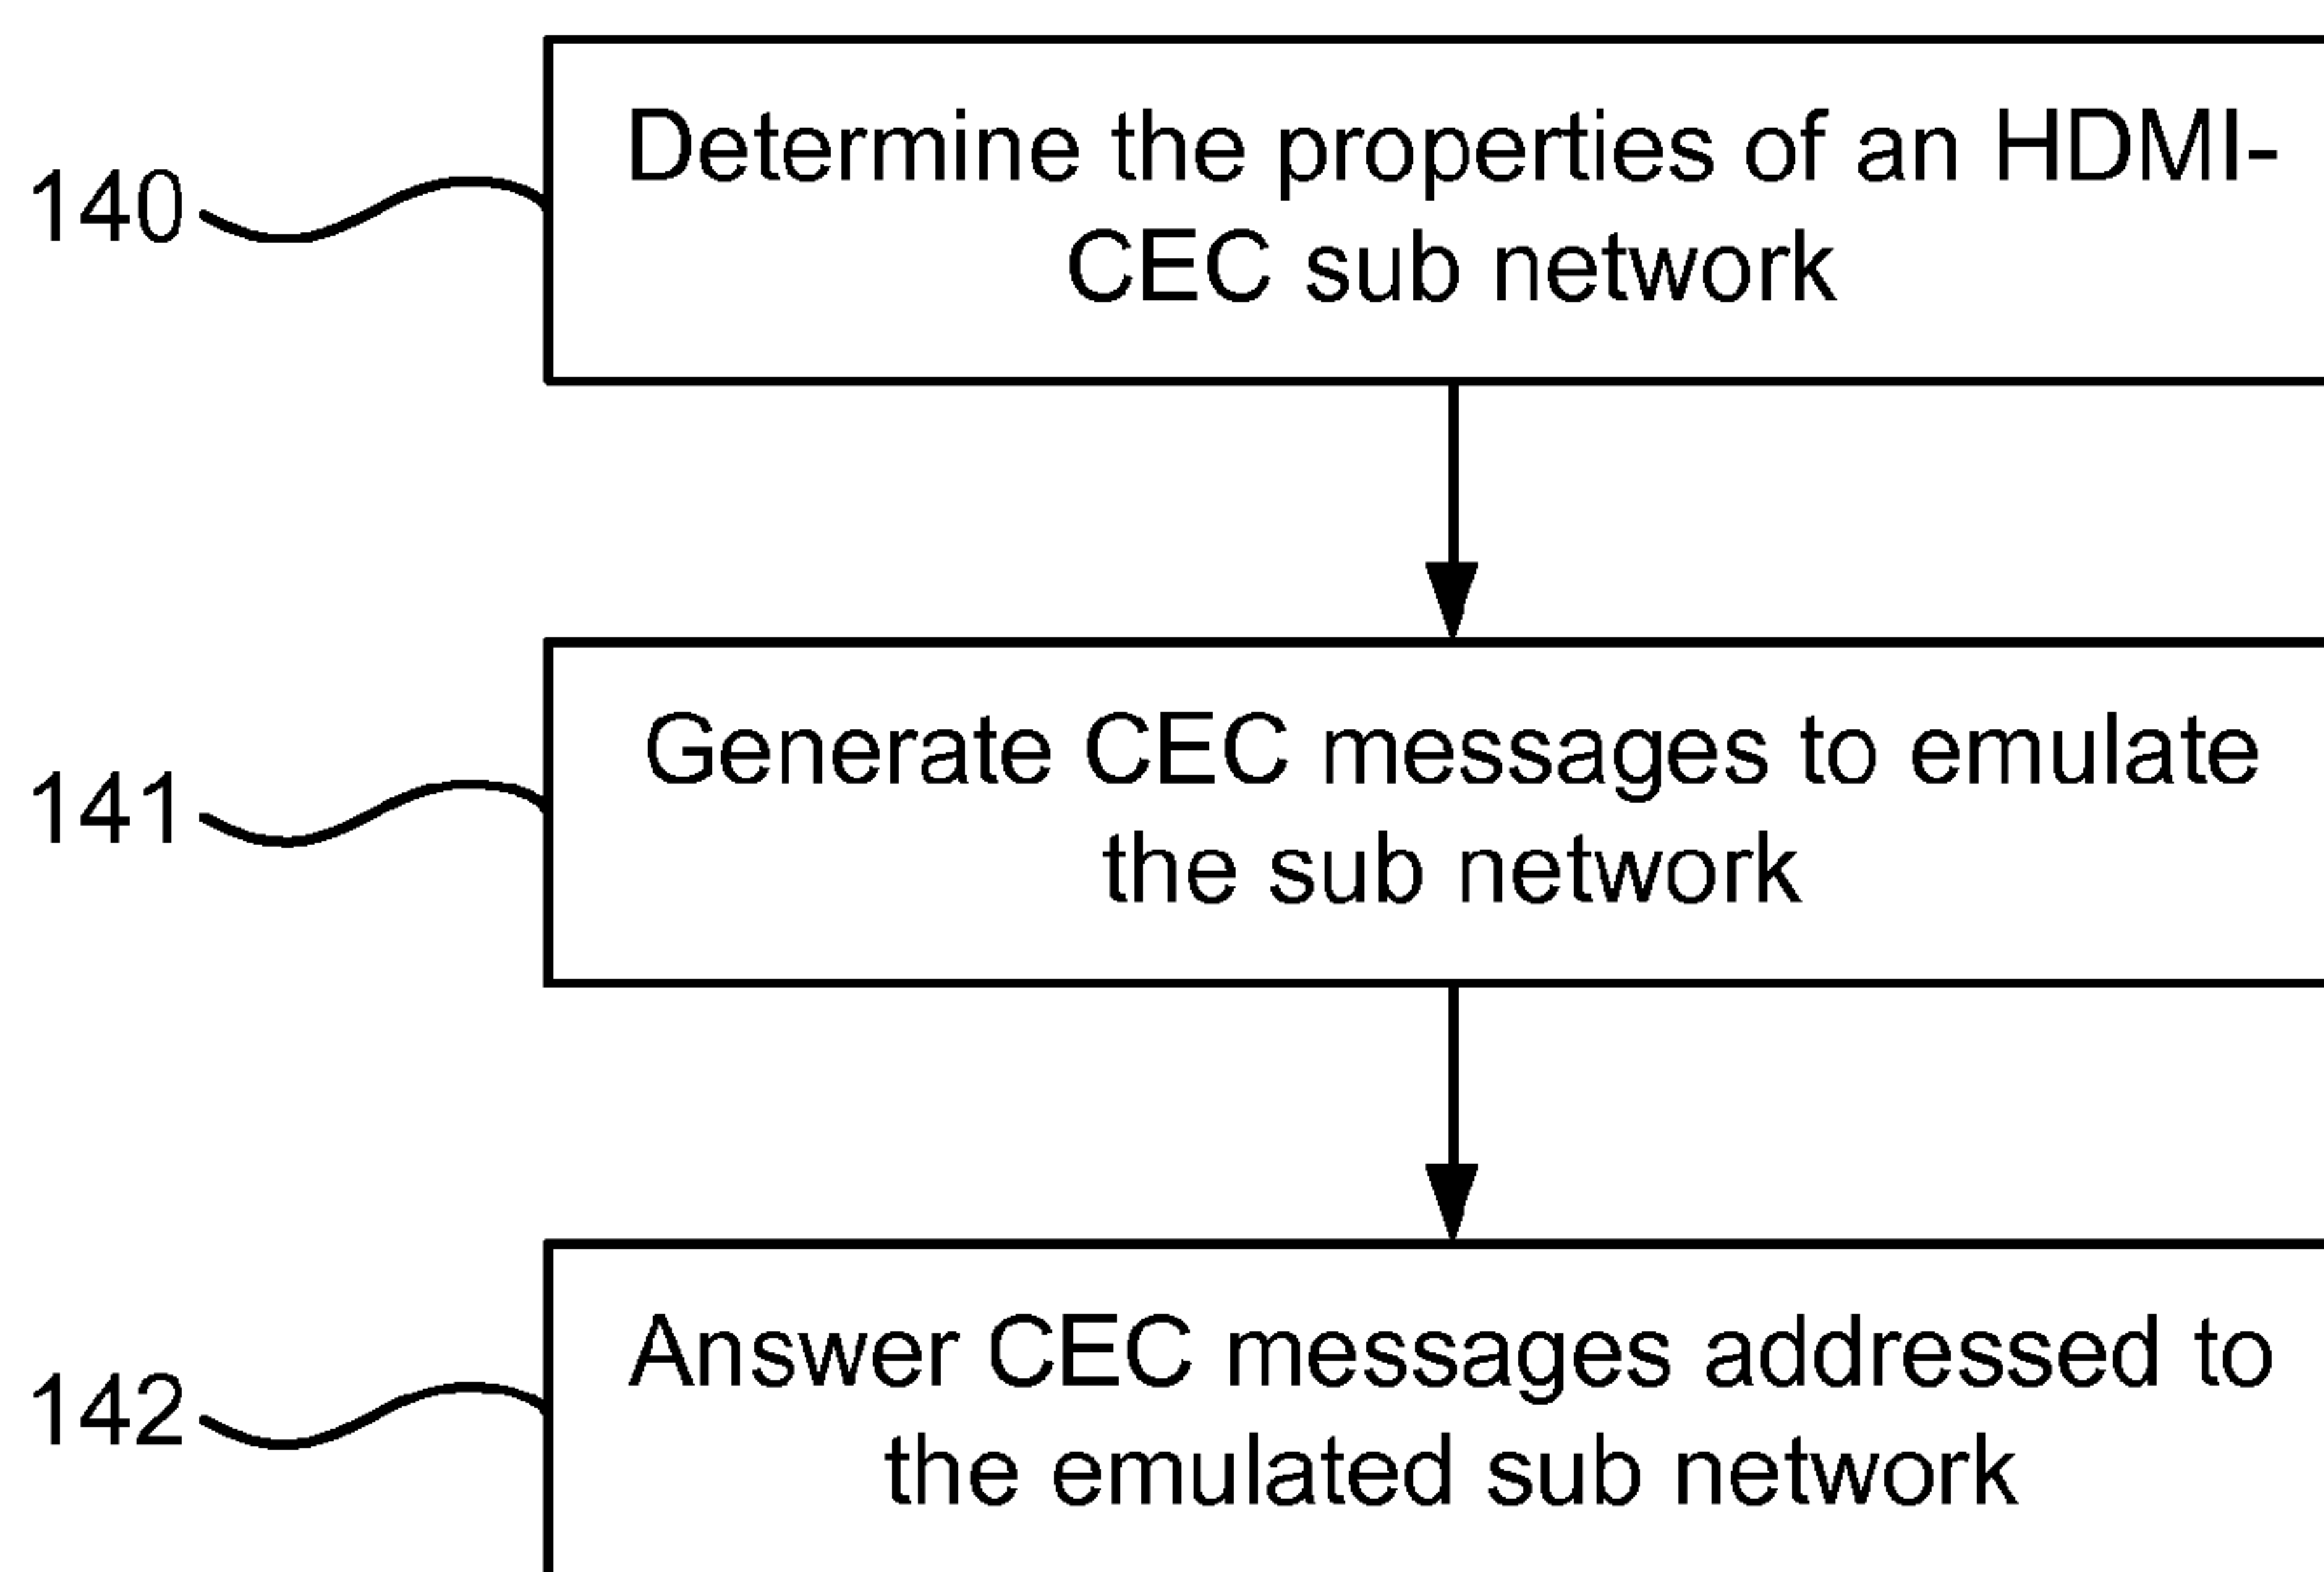 140
Determine the properties of an HDMI-
CEC sub network
141
Generate CEC messages to emulate
the sub network
142
Answer CEC messages addressed to
the emulated sub network